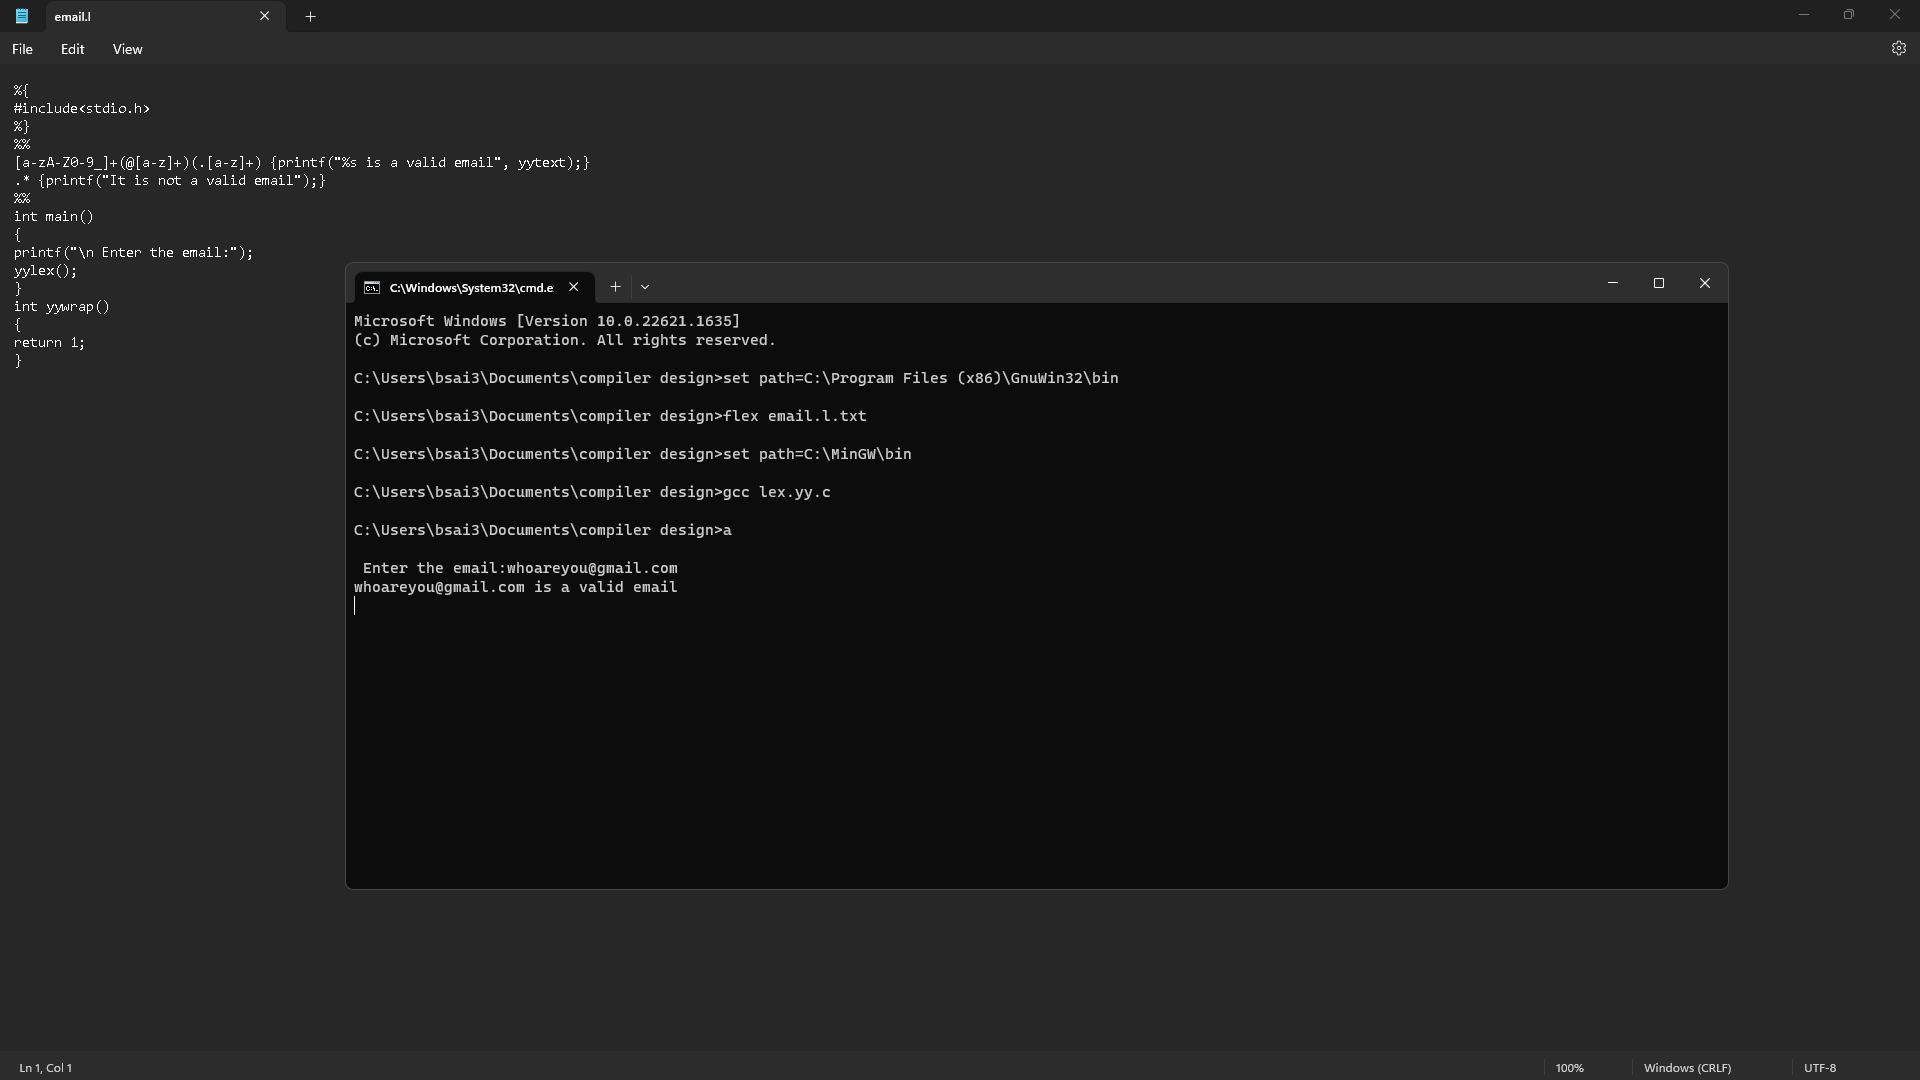 email.l
File Edit View
%{
#include<stdio.h>
%}
%%
[a-zA-Z0-9_]+(@[a-z]+)(.[a-z]+) {printf("%s is a valid email", yytext);}
.* {printf("It is not a valid email");}
%%
int main()
{
printf("\n Enter the email:");
yylex();
}
int yywrap()
{
return 1;
}
C:\Windows\System32\cmd.e
Microsoft Windows [Version 10.0.22621.1635]
(c) Microsoft Corporation. All rights reserved.
C:\Users\bsai3\Documents\compiler design>set path=C:\Program Files (x86)\GnuWin32\bin
C:\Users\bsai3\Documents\compiler design>flex email.l.txt
C:\Users\bsai3\Documents\compiler design>set path=C:\MinGW\bin
C:\Users\bsai3\Documents\compiler design>gcc lex.yy.c
C:\Users\bsai3\Documents\compiler design>a
Enter the email:whoareyou@gmail.com
whoareyou@gmail.com is a valid email
Ln 1, Col 1 100% Windows (CRLF) UTF-8